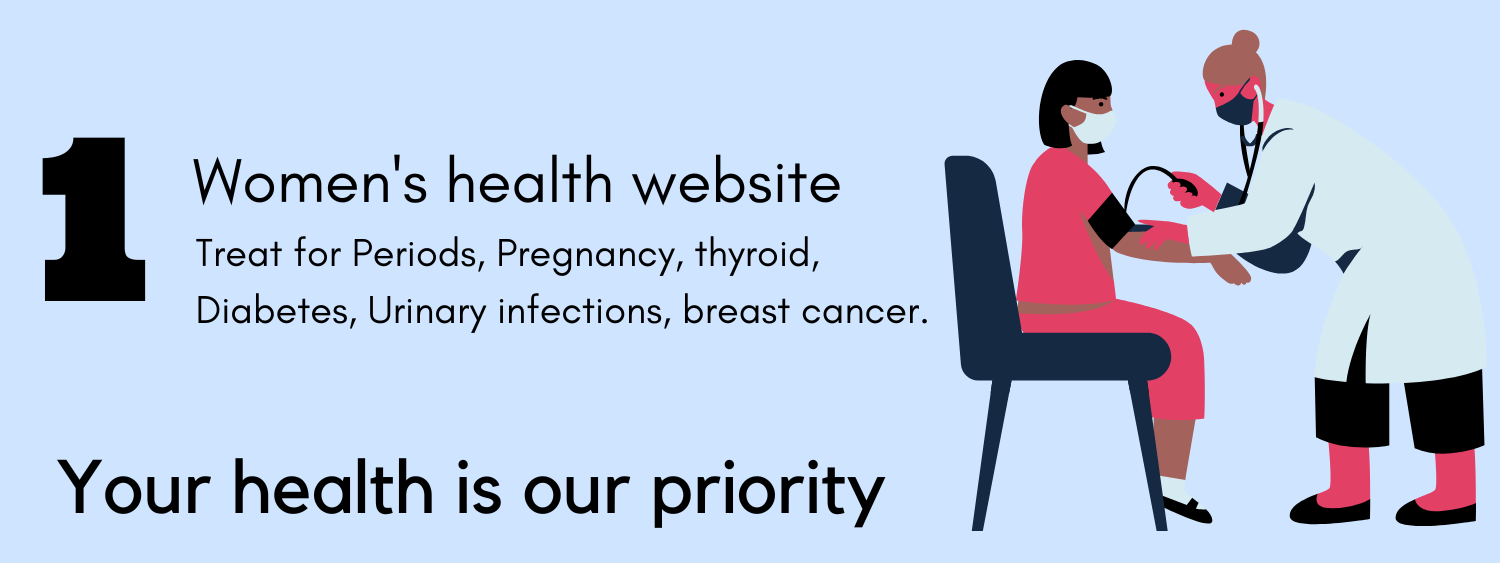 1
Women's health website
Treat for Periods, Pregnancy, thyroid,
Diabetes, Urinary infections, breast cancer.
Your health is our priority